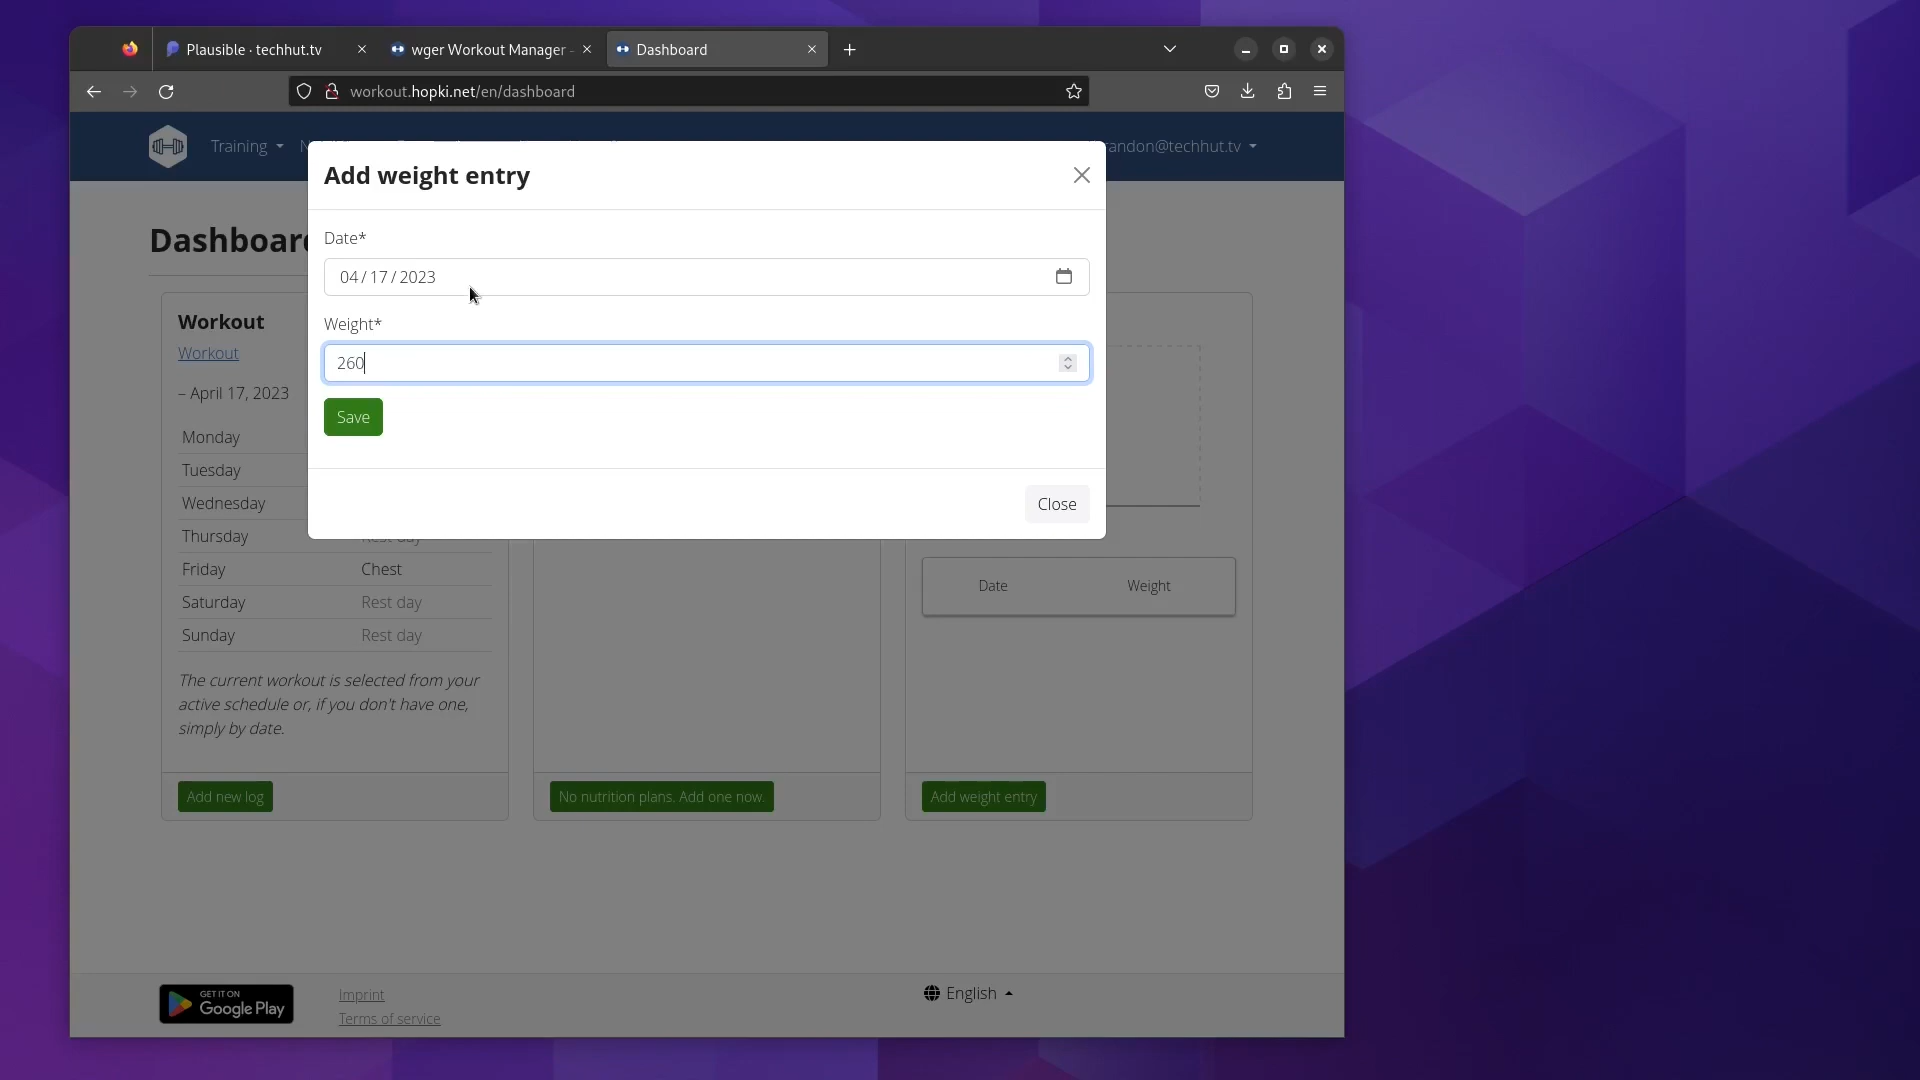 Plausible · techhut.tv
wger Workout Manager -
Dashboard
workout.hopki.net/en/dashboard
Training
randon@techhut.tv
Add weight entry
Date*
04/17/2023
Weight*
260
Save
Close
Workout
Workout
– April 17, 2023
Monday
Tuesday
Wednesday
Thursday Rest day
Friday Chest
Saturday Rest day
Sunday Rest day
The current workout is selected from your
active schedule or, if you don't have one,
simply by date.
Add new log
No nutrition plans. Add one now.
Date Weight
Add weight entry
GET IT ON
Google Play
Imprint
Terms of service
English